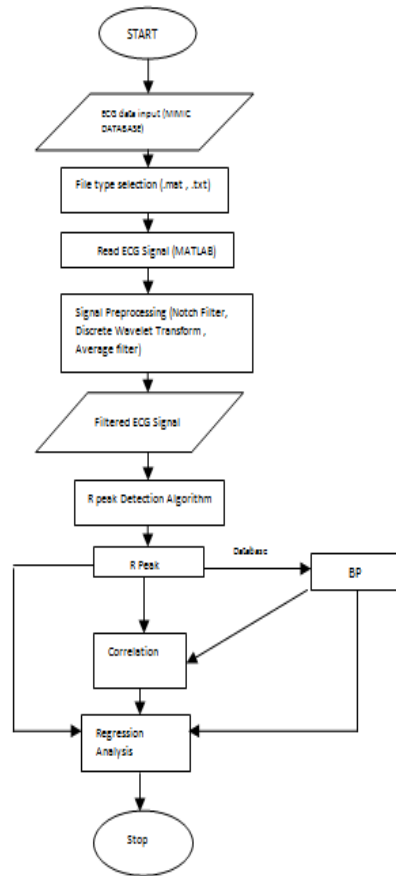 START
ECG data input (MIMIC
DATABASE)
File type selection (.mat , .txt)
Read ECG Signal (MATLAB)
Signal Preprocessing (Notch Filter,
Discrete Wavelet Transform ,
Average filter)
Filtered ECG Signal
R peak Detection Algorithm
R Peak
Database
BP
Correlation
Regression
Analysis
Stop